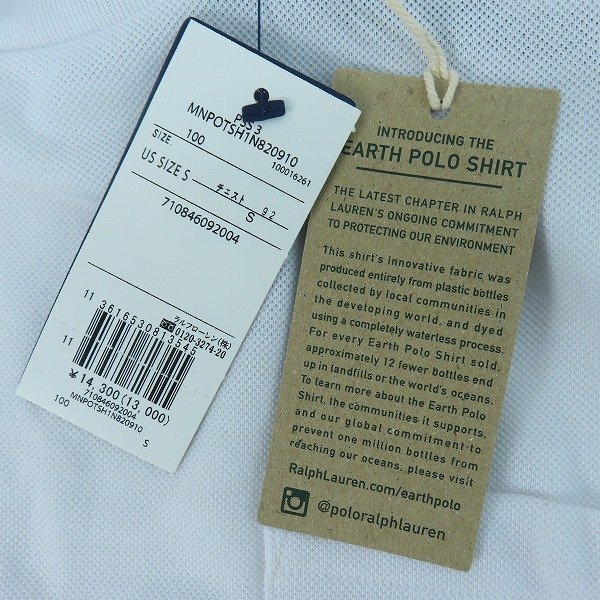 PSS 3
MNPOTSH1N820910
100016261
SIZE. 100
US SIZE S チェスト 92
S
710846092004
11 3616530813545
11
ラルフローレン(株)
0120-3274-20
¥14,300(13 000)
710846092004
MNPOTSH1N820910
100 S
INTRODUCING THE
EARTH POLO SHIRT
THE LATEST CHAPTER IN RALPH
LAUREN'S ONGOING COMMITMENT
TO PROTECTING OUR ENVIRONMENT
This shirt's innovative fabric was
produced entirely from plastic bottles
collected by local communities in
the developing world, and dyed
using a completely waterless process.
For every Earth Polo Shirt sold,
approximately 12 fewer bottles end
up in landfills or the world's oceans.
To learn more about the Earth Polo
Shirt, the communities it supports,
and our global commitment to
prevent one million bottles from
reaching our oceans, please visit
RalphLauren.com/earthpolo
@poloralphlauren